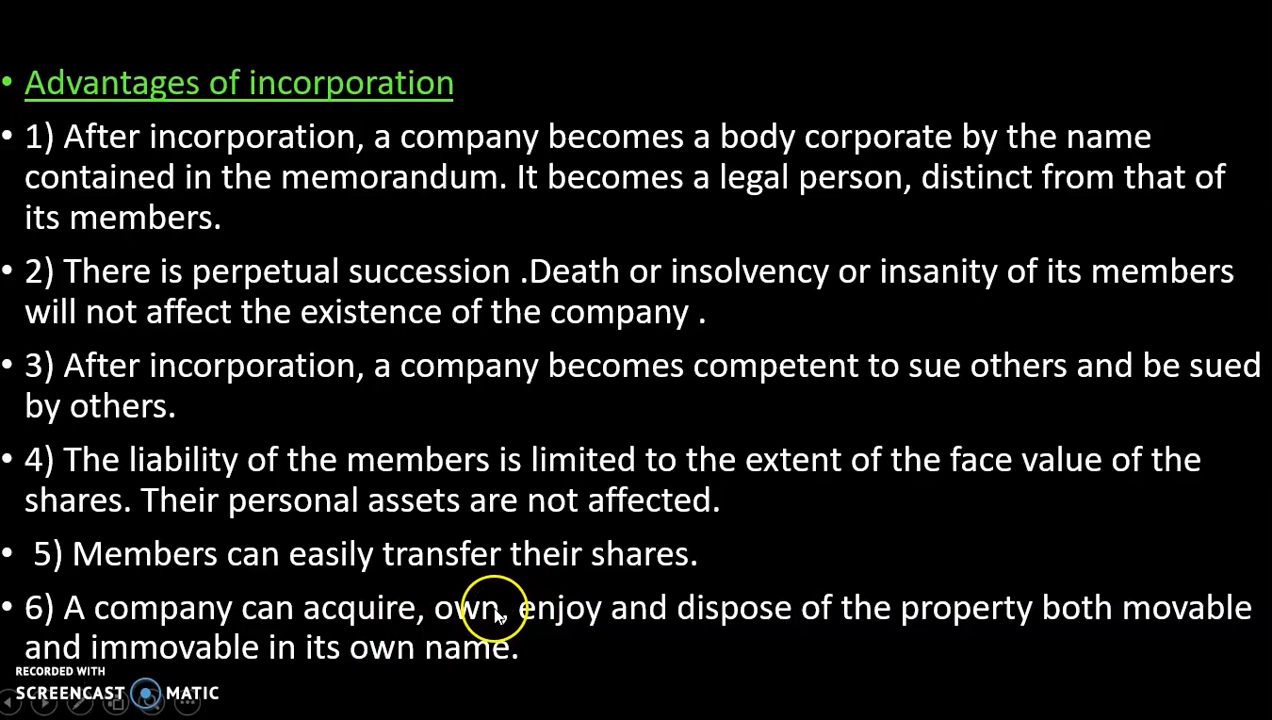 • Advantages of incorporation
• 1) After incorporation, a company becomes a body corporate by the name
contained in the memorandum. It becomes a legal person, distinct from that of
its members.
• 2) There is perpetual succession .Death or insolvency or insanity of its members
will not affect the existence of the company .
• 3) After incorporation, a company becomes competent to sue others and be sued
by others.
• 4) The liability of the members is limited to the extent of the face value of the
shares. Their personal assets are not affected.
• 5) Members can easily transfer their shares.
• 6) A company can acquire, own, enjoy and dispose of the property both movable
and immovable in its own name.
RECORDED WITH
SCREENCAST MATIC